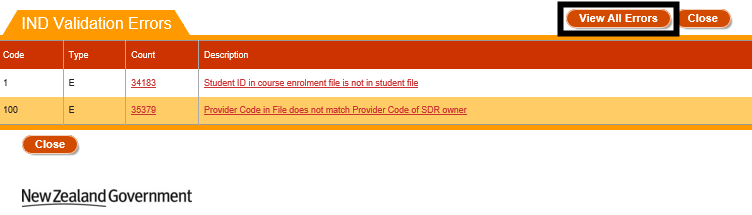 IND Validation Errors
View All Errors
Close
Code Type Count Description
1 E 34183 Student ID in course enrolment file is not in student file
100 E 35379 Provider Code in File does not match Provider Code of SDR owner
Close
New Zealand Government